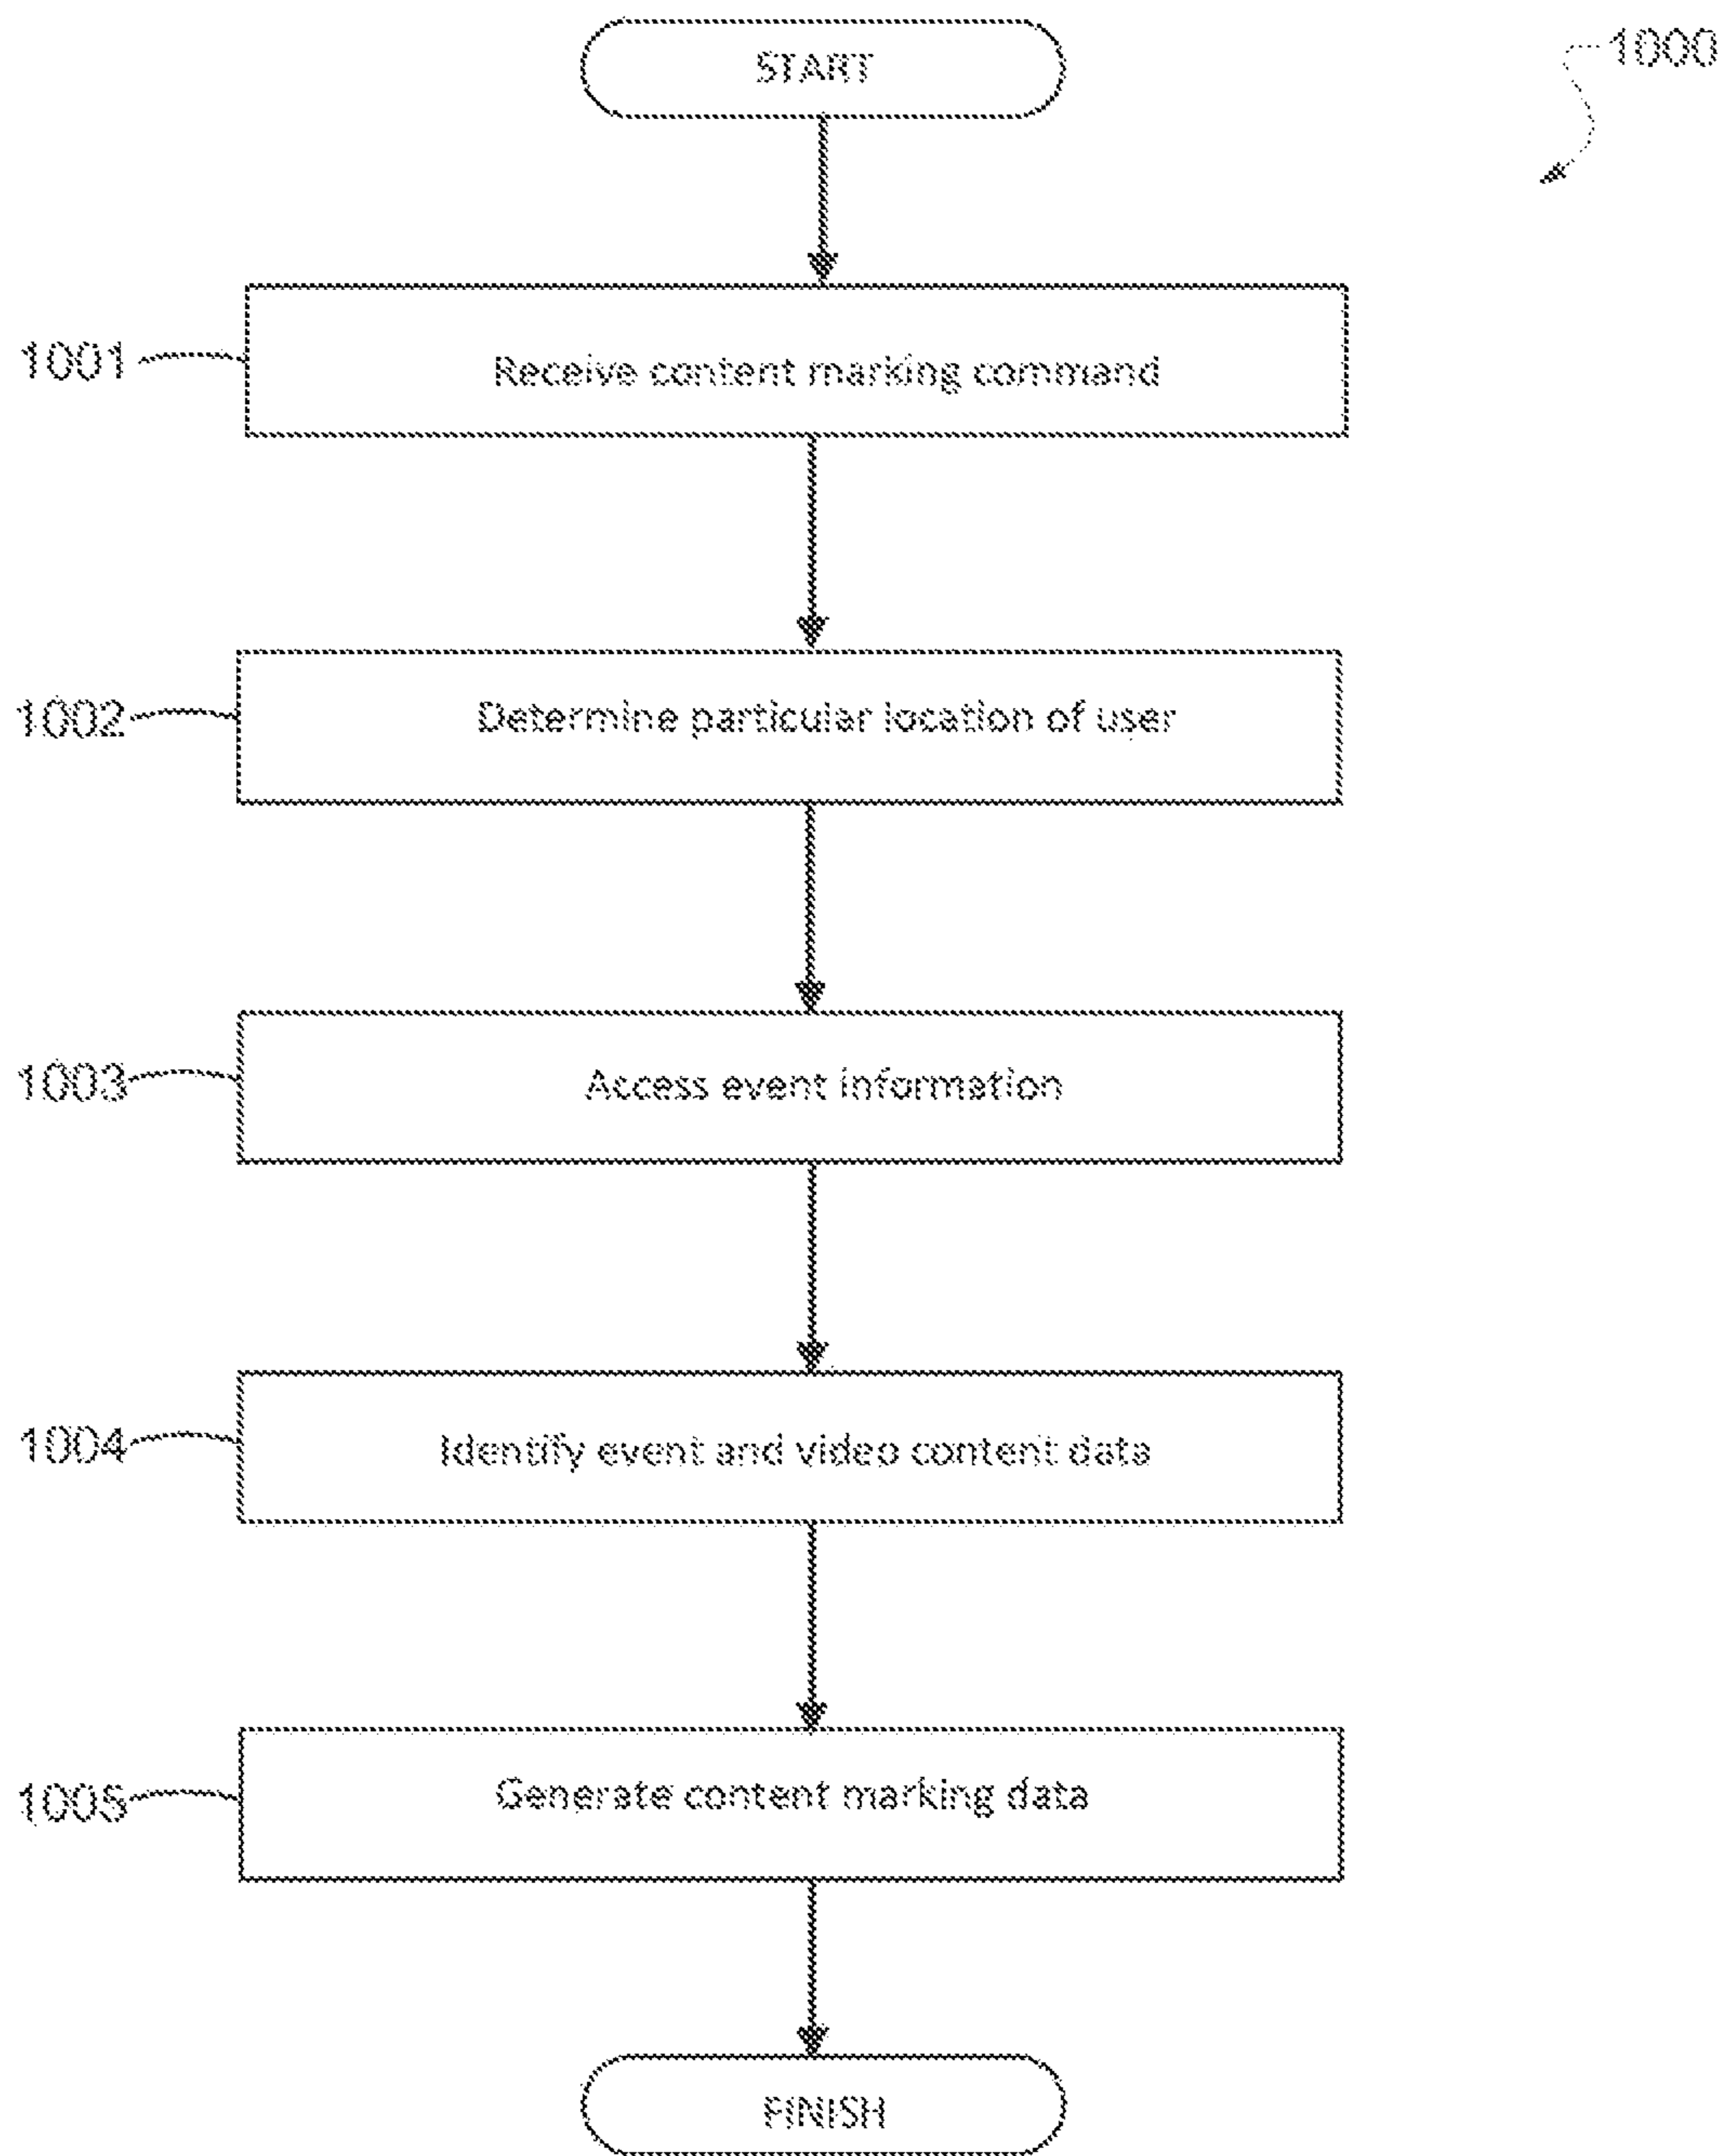 START
1000
1001
Receive content marking command
1002
Determine particular location of user
1003
Access event information
1004
Identify event and video content data
1005
Generate content marking data
FINISH